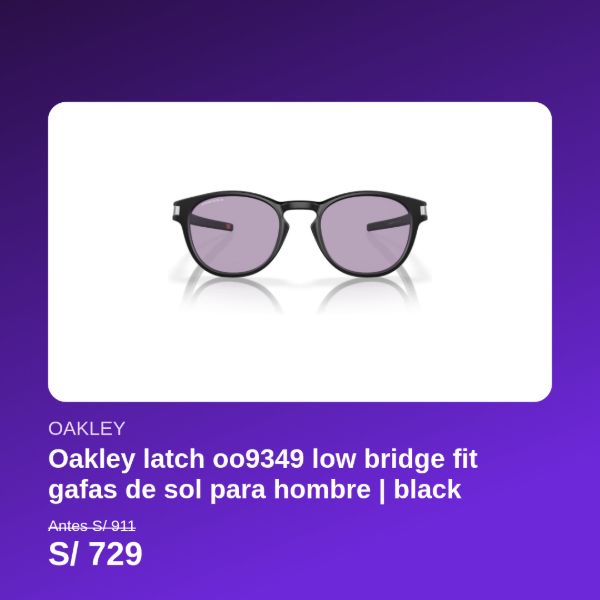 OAKLEY
Oakley latch oo9349 low bridge fit
gafas de sol para hombre | black
Antes S/ 911
S/ 729